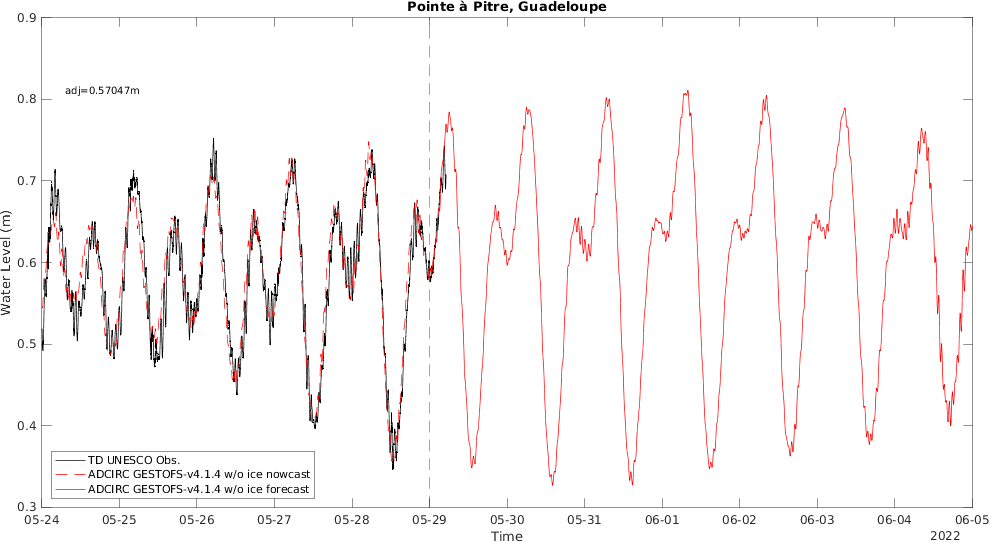 Pointe à Pitre, Guadeloupe
0.9
0.8
0.7
0.6
0.5
0.4
0.3
Water Level (m)
adj=0.57047m
TD UNESCO Obs.
ADCIRC GESTOFS-v4.1.4 w/o ice nowcast
ADCIRC GESTOFS-v4.1.4 w/o ice forecast
05-24 05-25 05-26 05-27 05-28 05-29 05-30 05-31 06-01 06-02 06-03 06-04 06-05
Time
2022